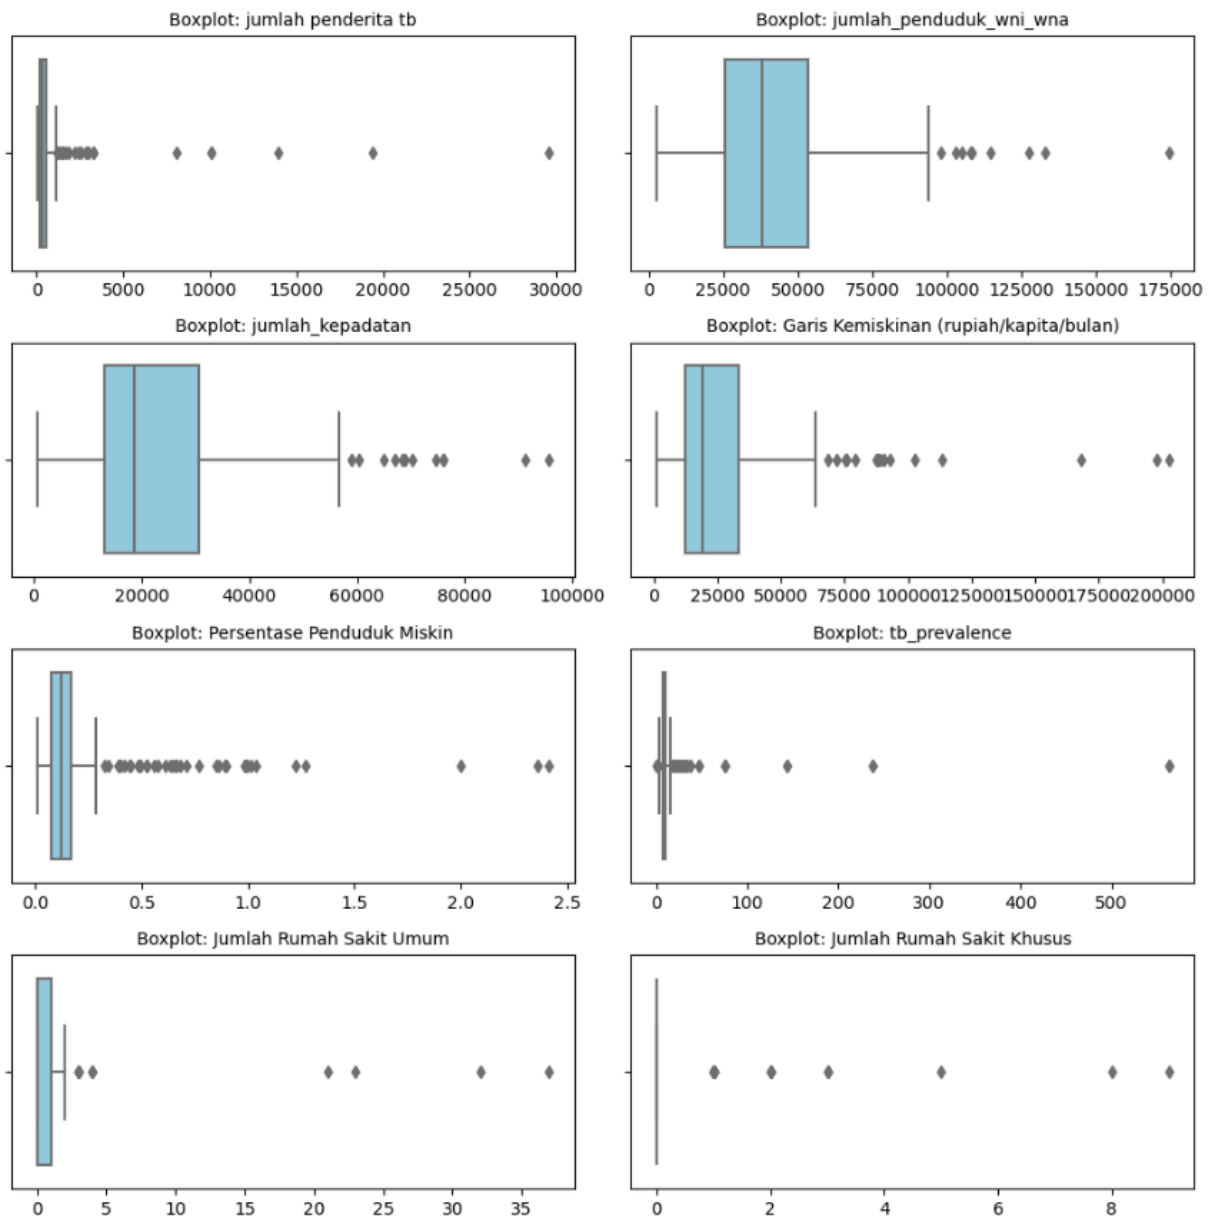 Boxplot: jumlah penderita tb
Boxplot: jumlah_penduduk_wni_wna
0 5000 10000 15000 20000 25000 30000
0 25000 50000 75000 100000 125000 150000 175000
Boxplot: jumlah_kepadatan
Boxplot: Garis Kemiskinan (rupiah/kapita/bulan)
0 20000 40000 60000 80000 100000
0 25000 50000 75000 100000125000150000175000200000
Boxplot: Persentase Penduduk Miskin
Boxplot: tb_prevalence
0.0 0.5 1.0 1.5 2.0 2.5
0 100 200 300 400 500
Boxplot: Jumlah Rumah Sakit Umum
Boxplot: Jumlah Rumah Sakit Khusus
0 5 10 15 20 25 30 35
0 2 4 6 8